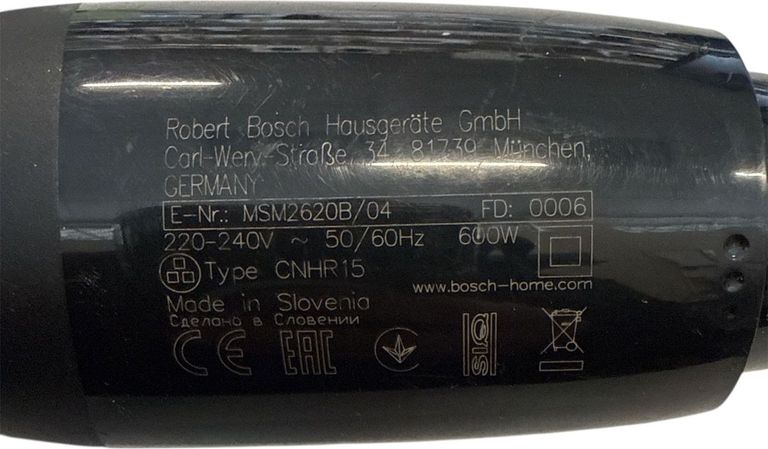 Robert Bosch Hausgeräte GmbH
Carl-Wery-Straße 34, 81739 München,
GERMANY
E-Nr.: MSM2620B/04 FD: 0006
220-240V ~ 50/60Hz 600W
Type CNHR15
www.bosch-home.com
Made in Slovenia
Сделано в Словении
CE EAC SIQ